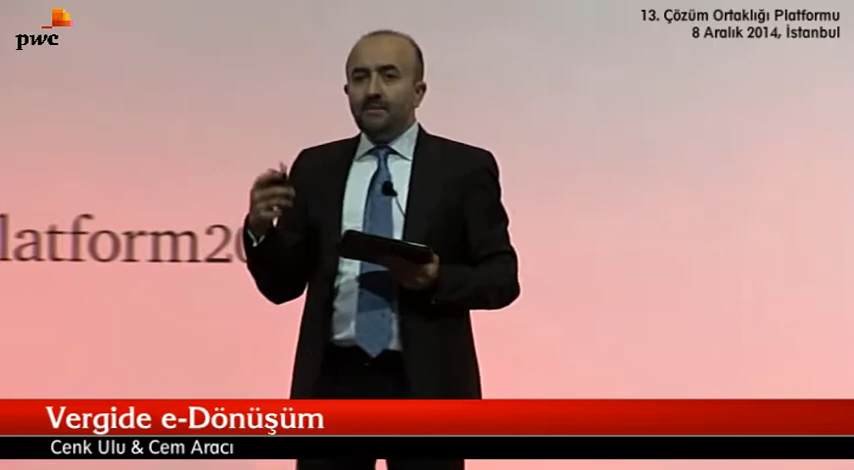 pwc
13. Çözüm Ortaklığı Platformu
8 Aralık 2014, İstanbul
latform20
Vergide e-Dönüşüm
Cenk Ulu & Cem Aracı